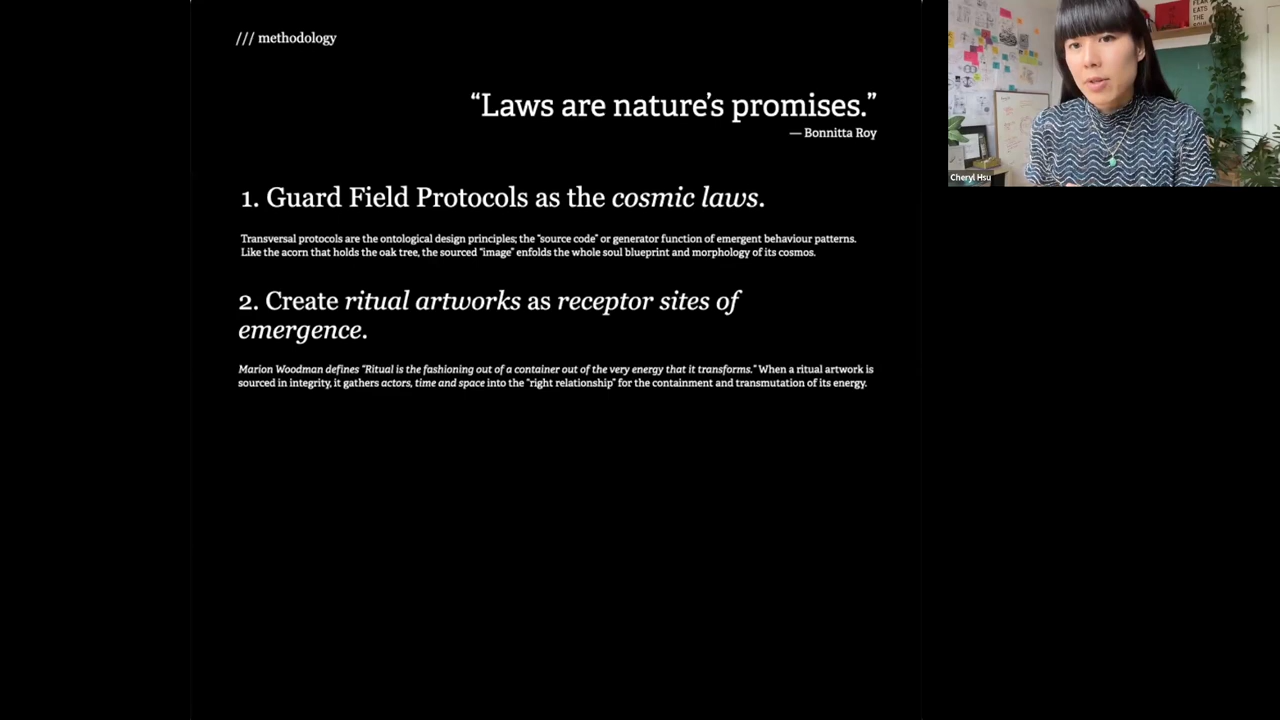 /// methodology
“Laws are nature’s promises.”
— Bonnitta Roy
1. Guard Field Protocols as the cosmic laws.
Transversal protocols are the ontological design principles; the “source code” or generator function of emergent behaviour patterns.
Like the acorn that holds the oak tree, the sourced “image” enfolds the whole soul blueprint and morphology of its cosmos.
2. Create ritual artworks as receptor sites of
emergence.
Marion Woodman defines “Ritual is the fashioning out of a container out of the very energy that it transforms.” When a ritual artwork is
sourced in integrity, it gathers actors, time and space into the “right relationship” for the containment and transmutation of its energy.
FEAR
EATS
THE
SOUL
Cheryl Hsu